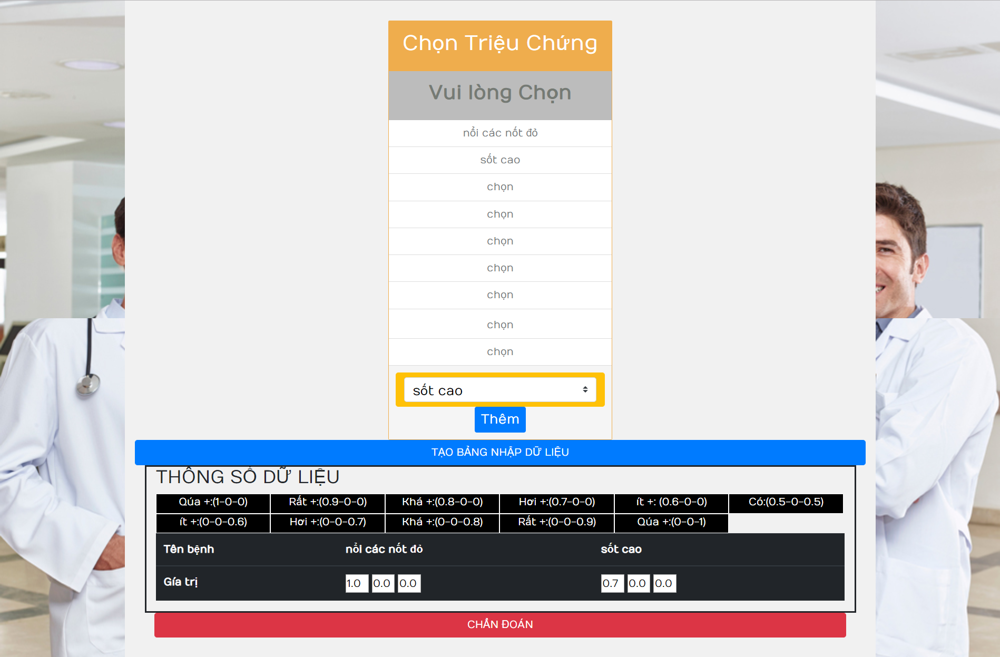 Chọn Triệu Chứng
Vui lòng Chọn
nổi các nốt đỏ
sốt cao
chọn
chọn
chọn
chọn
chọn
chọn
chọn
sốt cao
Thêm
TẠO BẢNG NHẬP DỮ LIỆU
THÔNG SỐ DỮ LIỆU
Qúa +:(1-0-0) Rất +:(0.9-0-0) Khá +:(0.8-0-0) Hơi +:(0.7-0-0) ít +: (0.6-0-0) Có:(0.5-0-0.5)
ít +:(0-0-0.6) Hơi +:(0-0-0.7) Khá +:(0-0-0.8) Rất +:(0-0-0.9) Qúa +:(0-0-1)
Tên bệnh nổi các nốt đỏ sốt cao
Gía trị 1.0 0.0 0.0 0.7 0.0 0.0
CHẨN ĐOÁN